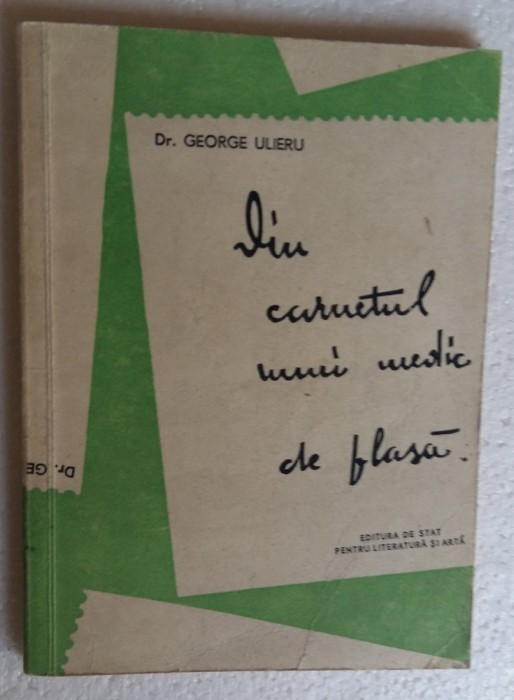 Dr. GEORGE ULIERU
Din
carnetul
unui medic
de plasă.
EDITURA DE STAT
PENTRU LITERATURĂ ȘI ARTĂ
Dr. GE